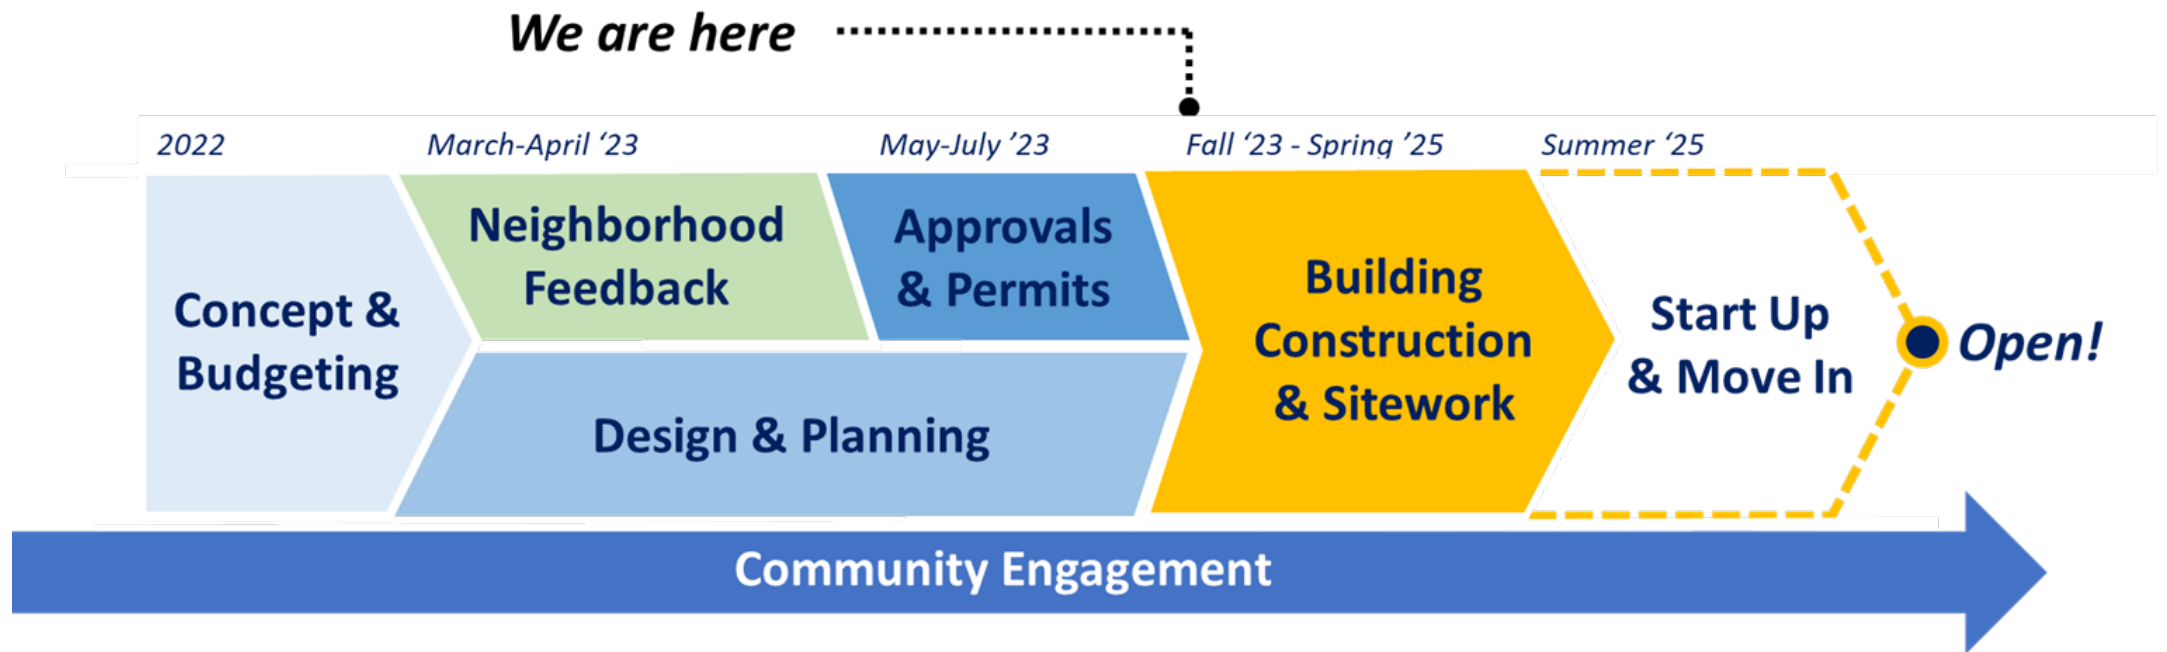 We are here
2022
March-April ‘23
May-July ’23
Fall ‘23 - Spring ’25
Summer ‘25
Concept &
Budgeting
Neighborhood
Feedback
Approvals
& Permits
Design & Planning
Building
Construction
& Sitework
Start Up
& Move In
Open!
Community Engagement